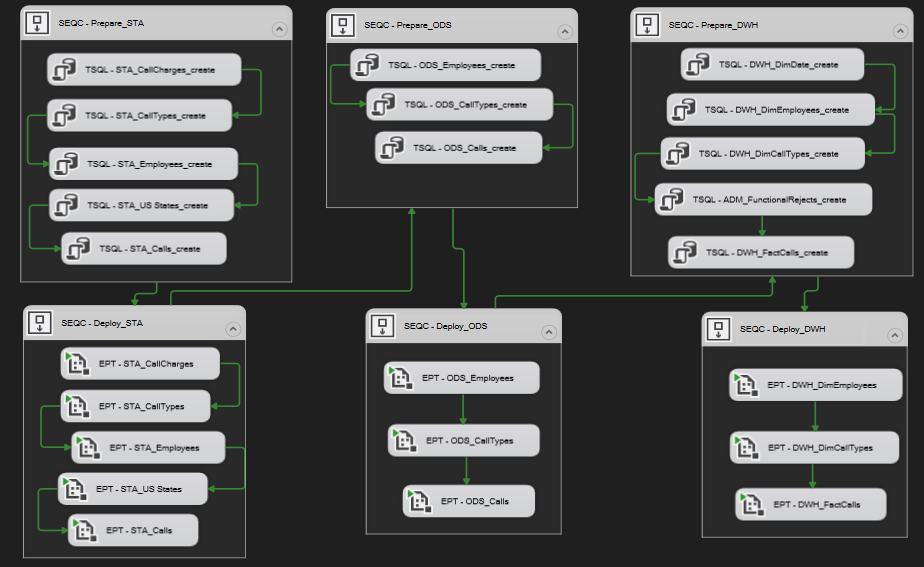 SEQC - Prepare_STA
TSQL - STA_CallCharges_create
TSQL - STA_CallTypes_create
TSQL - STA_Employees_create
TSQL - STA_US States_create
TSQL - STA_Calls_create
SEQC - Prepare_ODS
TSQL - ODS_Employees_create
TSQL - ODS_CallTypes_create
TSQL - ODS_Calls_create
SEQC - Prepare_DWH
TSQL - DWH_DimDate_create
TSQL - DWH_DimEmployees_create
TSQL - DWH_DimCallTypes_create
TSQL - ADM_FunctionalRejects_create
TSQL - DWH_FactCalls_create
SEQC - Deploy_STA
EPT - STA_CallCharges
EPT - STA_CallTypes
EPT - STA_Employees
EPT - STA_US States
EPT - STA_Calls
SEQC - Deploy_ODS
EPT - ODS_Employees
EPT - ODS_CallTypes
EPT - ODS_Calls
SEQC - Deploy_DWH
EPT - DWH_DimEmployees
EPT - DWH_DimCallTypes
EPT - DWH_FactCalls